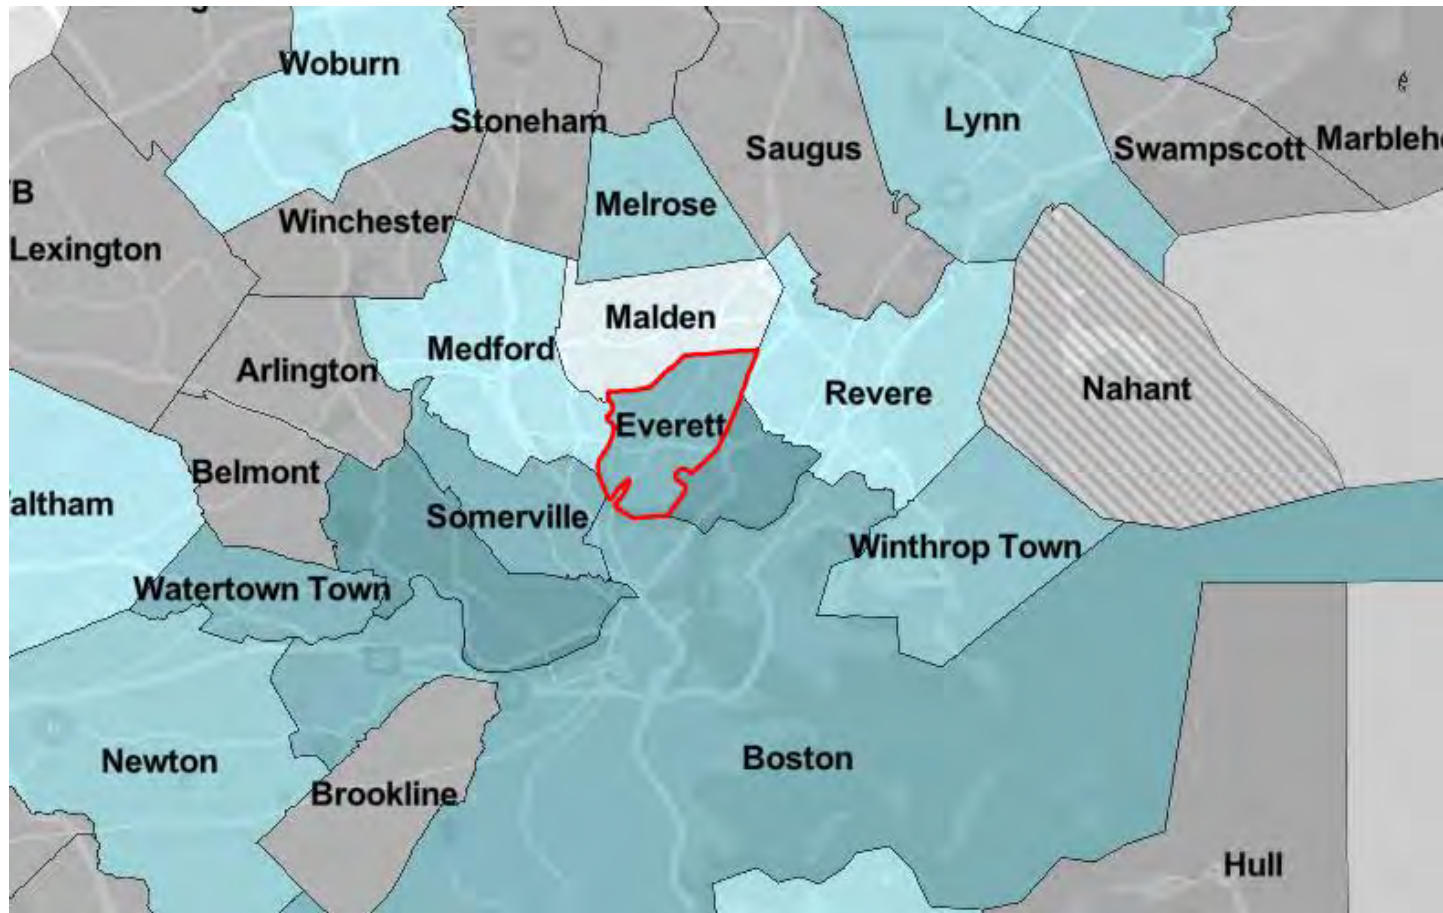 Woburn
Stoneham
Lynn
Saugus
Swampscott
Marbleh
B
Melrose
Winchester
Lexington
Malden
Medford
Arlington
Revere
Nahant
Everett
Belmont
altham
Somerville
Winthrop Town
Watertown Town
Newton
Boston
Brookline
Hull